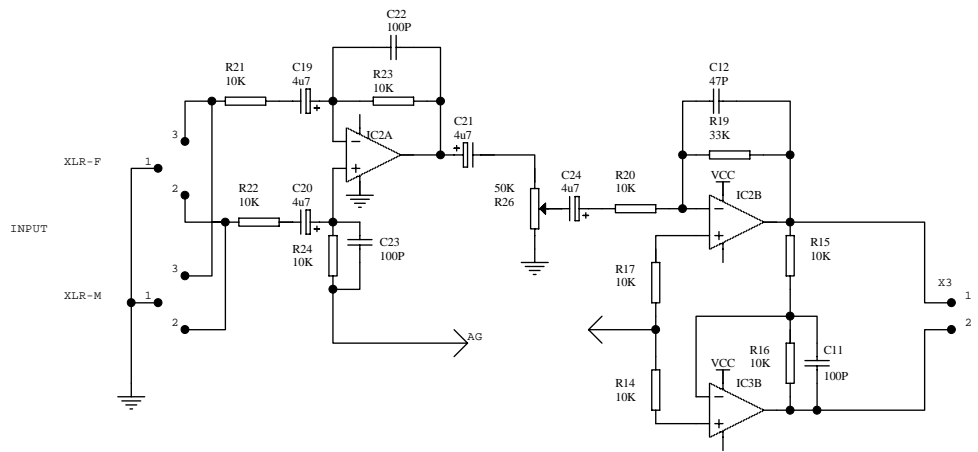 C22
100P
R21
10K
C19
4u7
+
R23
10K
IC2A
C21
4u7
+
C12
47P
R19
33K
XLR-F
3
1
2
R22
10K
C20
4u7
+
R24
10K
C23
100P
50K
R26
C24
4u7
+
R20
10K
VCC
IC2B
INPUT
XLR-M
3
1
2
AG
R17
10K
R15
10K
X3
1
2
R14
10K
VCC
IC3B
R16
10K
C11
100P